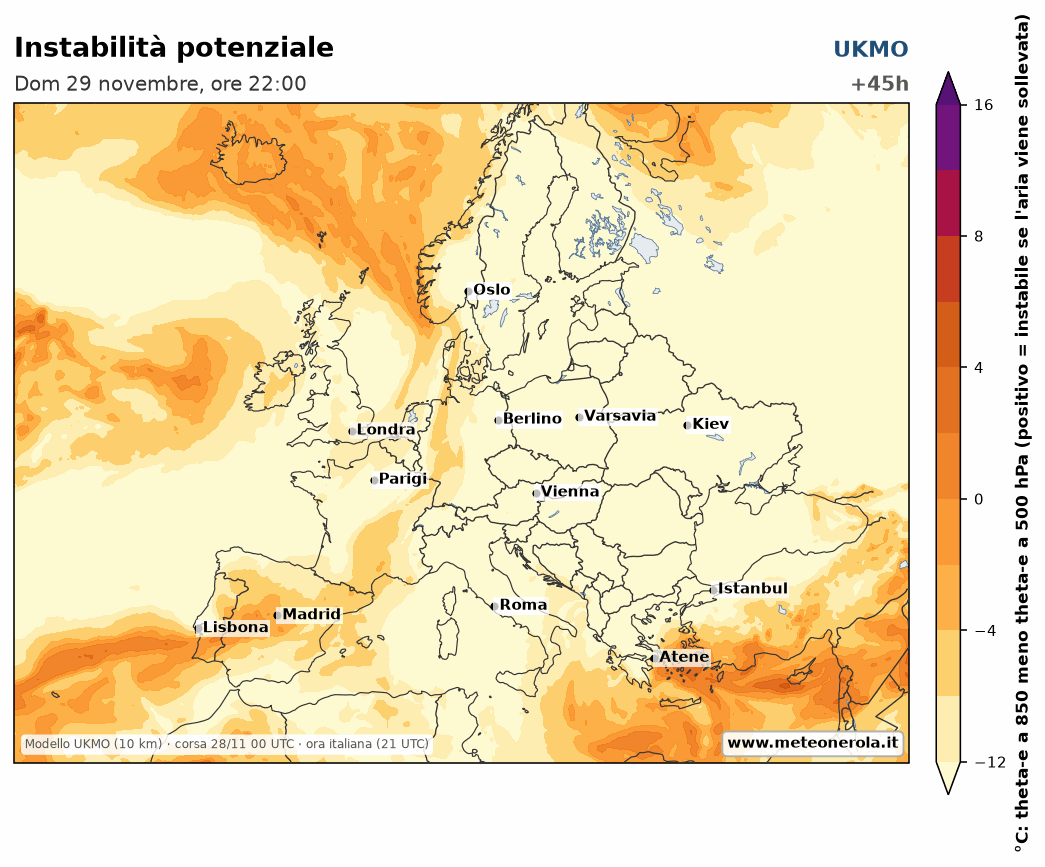 Instabilità potenziale
UKMO
Dom 29 novembre, ore 22:00
+45h
Oslo
Berlino
Varsavia
Kiev
Londra
Parigi
Vienna
Istanbul
Roma
Madrid
Lisbona
Atene
Modello UKMO (10 km) · corsa 28/11 00 UTC · ora italiana (21 UTC)
www.meteonerola.it
16
8
4
0
−4
−12
°C: theta-e a 850 meno theta-e a 500 hPa (positivo = instabile se l'aria viene sollevata)